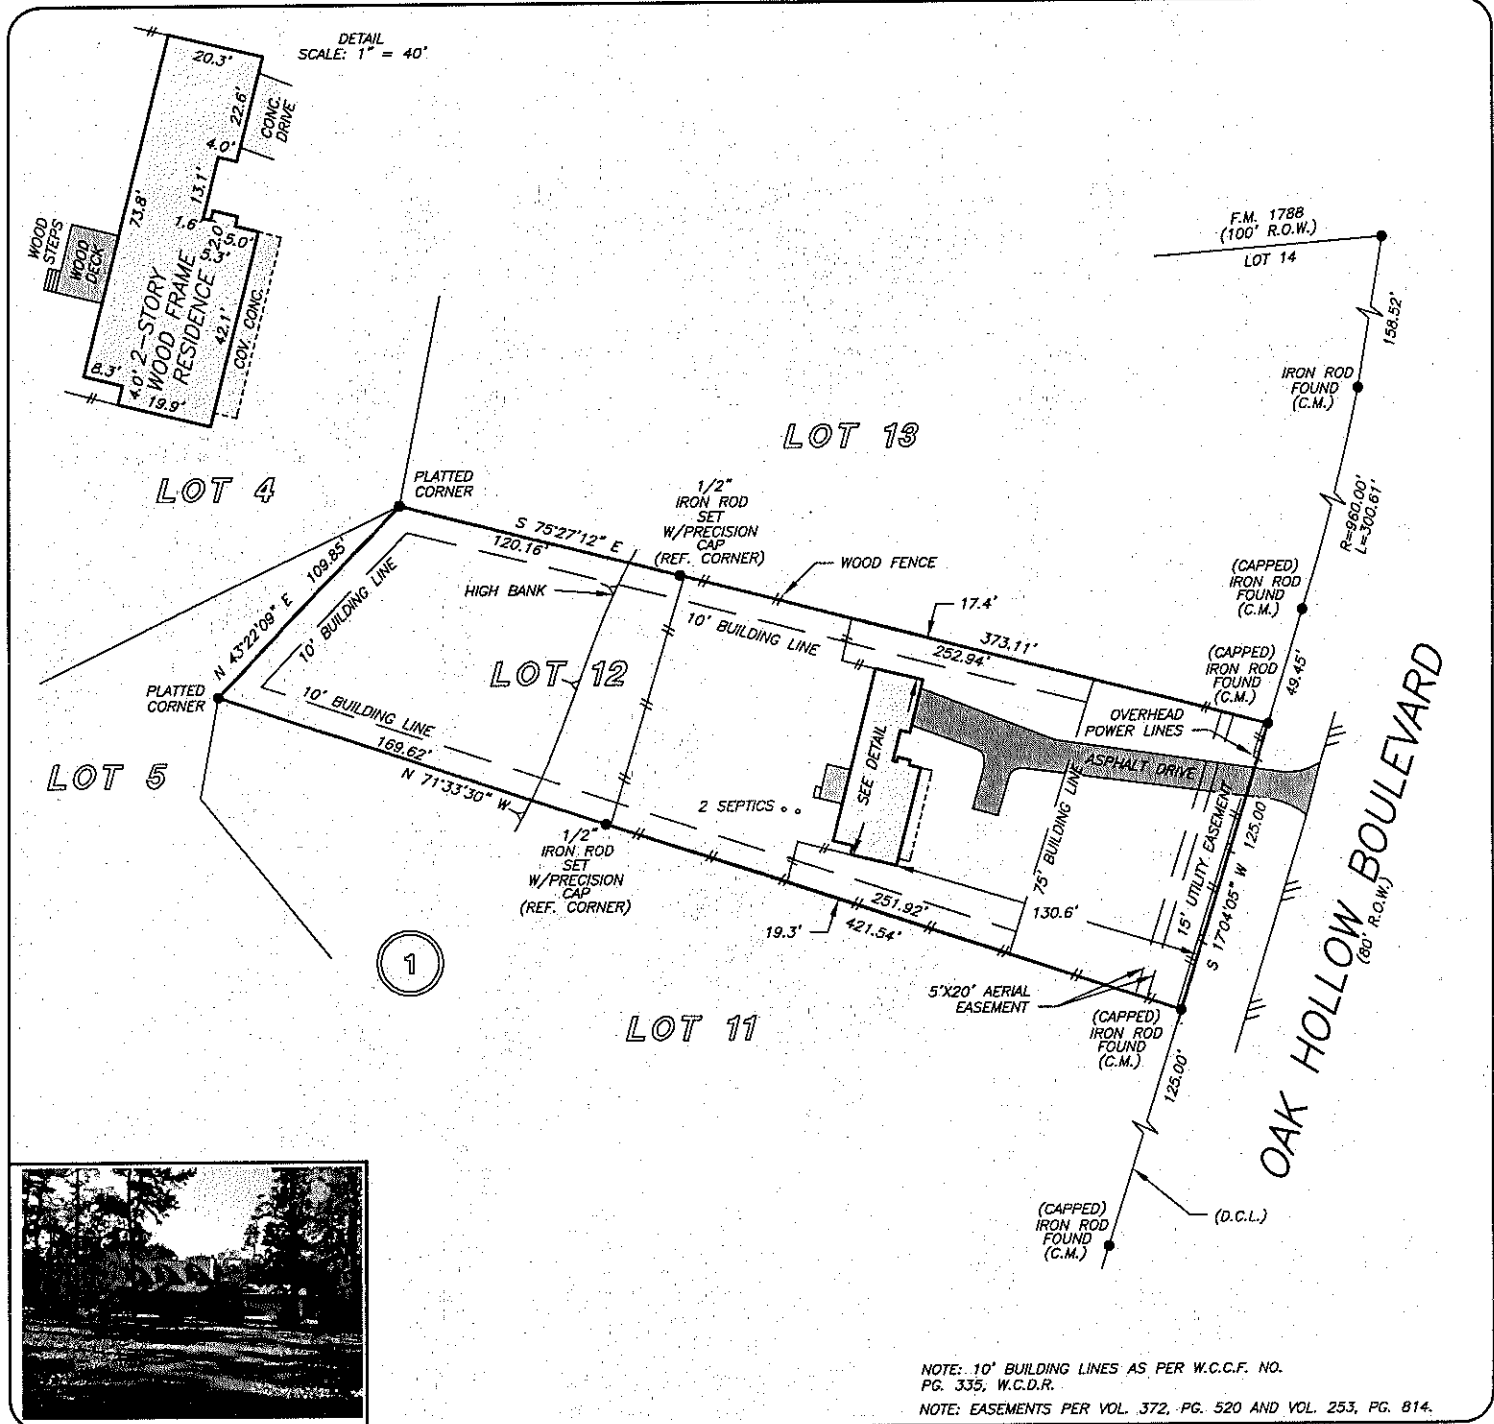 DETAIL
SCALE: 1" = 40'
20.3'
22.6'
CONC.
DRIVE
4.0'
13.1'
73.8'
1.6'
2.0'
5.0'
5.3'
WOOD
STEPS
WOOD
DECK
2-STORY
WOOD FRAME
RESIDENCE
42.1'
COV. CONC.
8.3'
4.0'
19.9'
F.M. 1788
(100' R.O.W.)
LOT 14
158.52'
IRON ROD
FOUND
(C.M.)
R=960.00'
L=300.61'
LOT 13
LOT 4
PLATTED
CORNER
1/2"
IRON ROD
SET
W/PRECISION
CAP
(REF. CORNER)
S 75°27'12" E
120.16'
WOOD FENCE
HIGH BANK
109.85'
N 43°22'09" E
10' BUILDING LINE
10' BUILDING LINE
17.4'
373.11'
252.94'
(CAPPED)
IRON ROD
FOUND
(C.M.)
(CAPPED)
IRON ROD
FOUND
(C.M.)
49.45'
LOT 12
PLATTED
CORNER
10' BUILDING LINE
169.62'
N 71°33'30" W
OVERHEAD
POWER LINES
ASPHALT DRIVE
SEE DETAIL
LOT 5
2 SEPTICS
75' BUILDING LINE
15' UTILITY EASEMENT
125.00'
S 17°04'05" W
OAK HOLLOW BOULEVARD
(80' R.O.W.)
1/2"
IRON ROD
SET
W/PRECISION
CAP
(REF. CORNER)
130.6'
251.92'
421.54'
19.3'
1
5'X20' AERIAL
EASEMENT
LOT 11
(CAPPED)
IRON ROD
FOUND
(C.M.)
125.00'
(CAPPED)
IRON ROD
FOUND
(C.M.)
(D.C.L.)
NOTE: 10' BUILDING LINES AS PER W.C.C.F. NO.
PG. 335, W.C.D.R.
NOTE: EASEMENTS PER VOL. 372, PG. 520 AND VOL. 253, PG. 814.